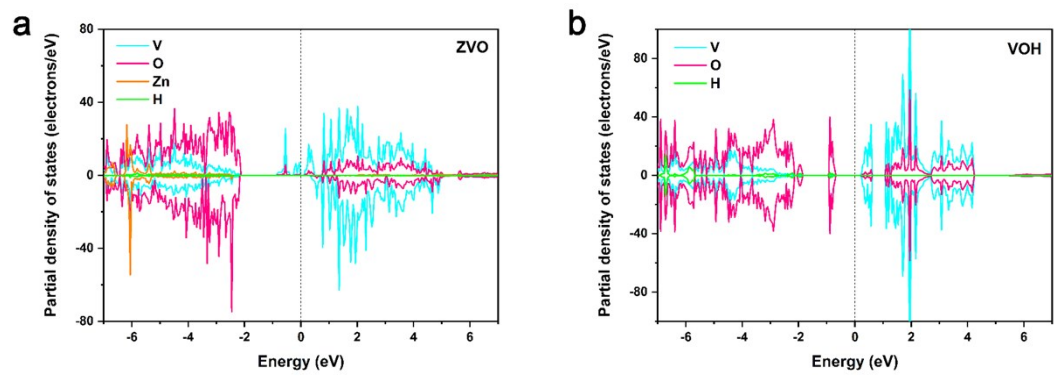 a
Partial density of states (electrons/eV)
80
40
0
-40
-80
V
O
Zn
H
ZVO
-6
-4
-2
0
2
4
6
Energy (eV)
b
Partial density of states (electrons/eV)
80
40
0
-40
-80
V
O
H
VOH
-6
-4
-2
0
2
4
6
Energy (eV)